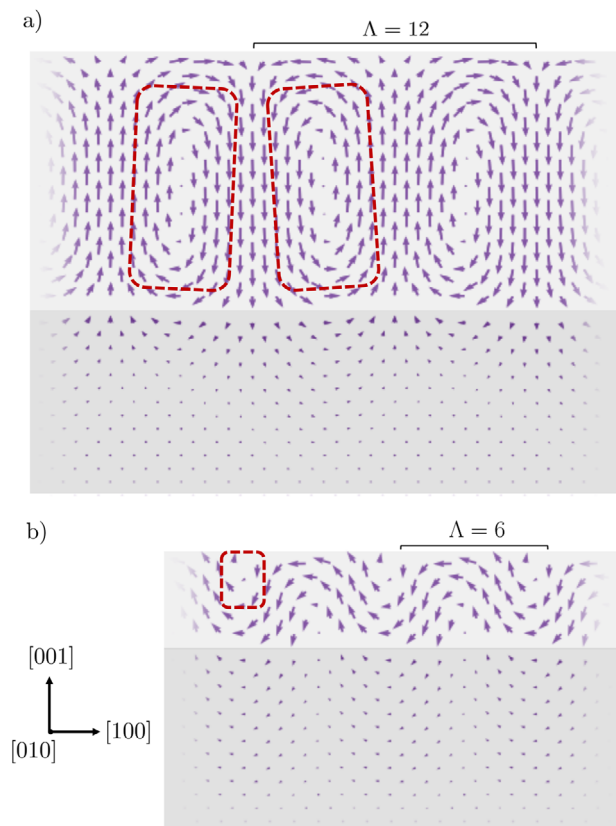 a)
Λ = 12
b)
Λ = 6
[001]
[010]
[100]